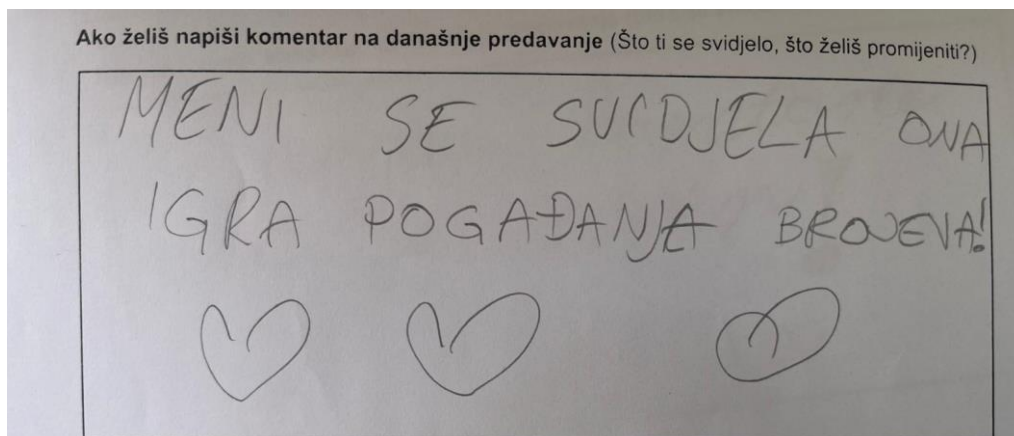 Ako želiš napiši komentar na današnje predavanje (Što ti se svidjelo, što želiš promijeniti?)
MENI SE SVIDJELA ONA
IGRA POGAĐANJA BROJEVA!